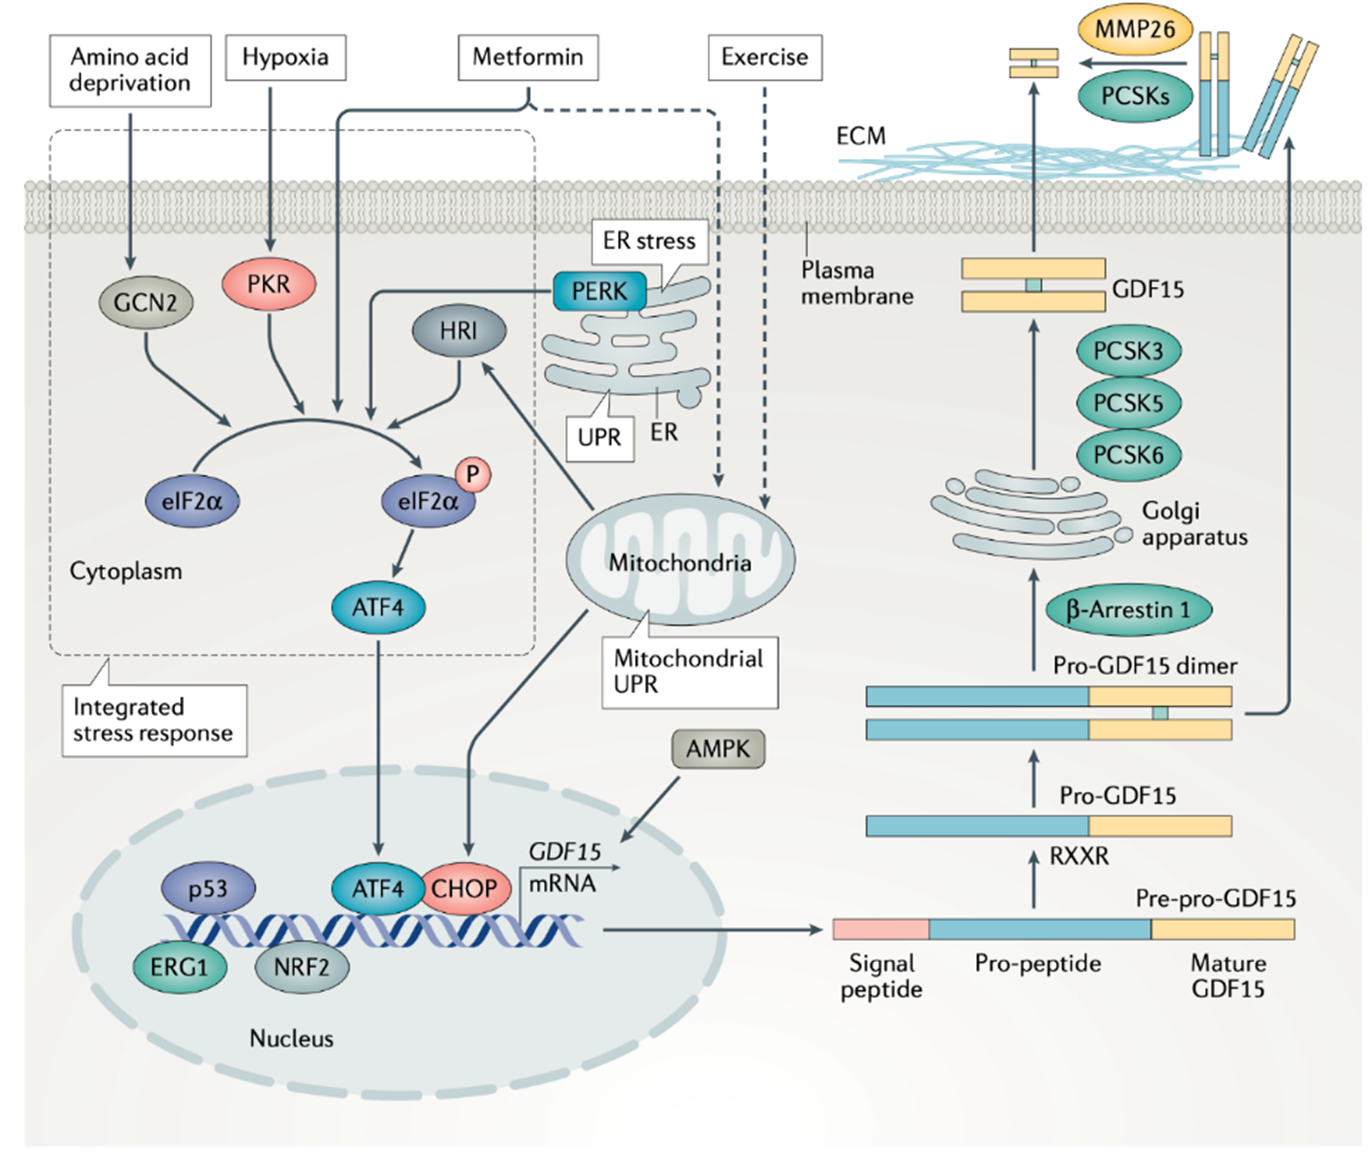 Amino acid
deprivation
Hypoxia
Metformin
Exercise
MMP26
PCSKs
ECM
ER stress
Plasma
membrane
GDF15
GCN2
PKR
HRI
PERK
UPR
ER
PCSK3
PCSK5
PCSK6
Golgi
apparatus
eIF2α
eIF2α
P
Cytoplasm
ATF4
Mitochondria
Mitochondrial
UPR
Integrated
stress response
β-Arrestin 1
Pro-GDF15 dimer
AMPK
Pro-GDF15
RXXR
GDF15
mRNA
p53
ATF4
CHOP
ERG1
NRF2
Nucleus
Pre-pro-GDF15
Signal
peptide
Pro-peptide
Mature
GDF15